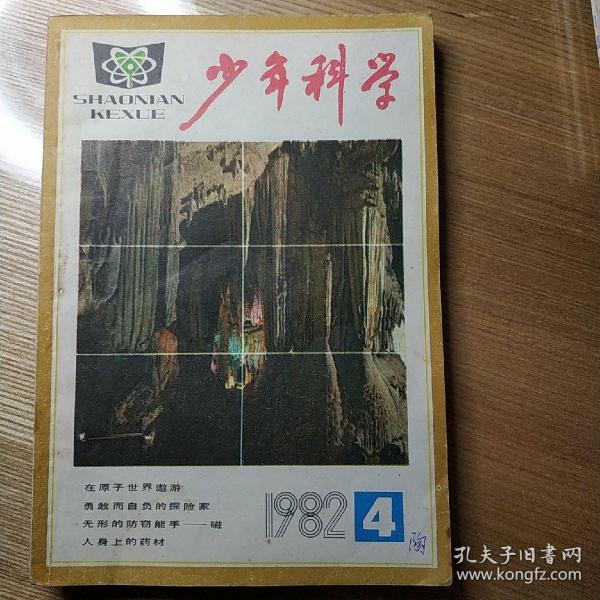 SHAONIAN
KEXUE
少年科学
在原子世界遨游
勇敢而自负的探险家
无形的防窃能手——磁
人身上的药材
1982
4
孔夫子旧书网
www.kongfz.com